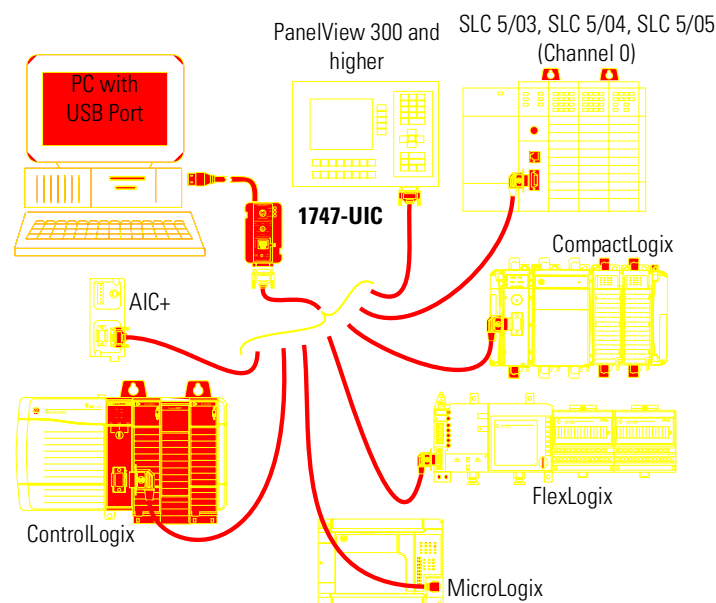 PanelView 300 and
higher
SLC 5/03, SLC 5/04, SLC 5/05
(Channel 0)
PC with
USB Port
1747-UIC
CompactLogix
AIC+
FlexLogix
ControlLogix
MicroLogix